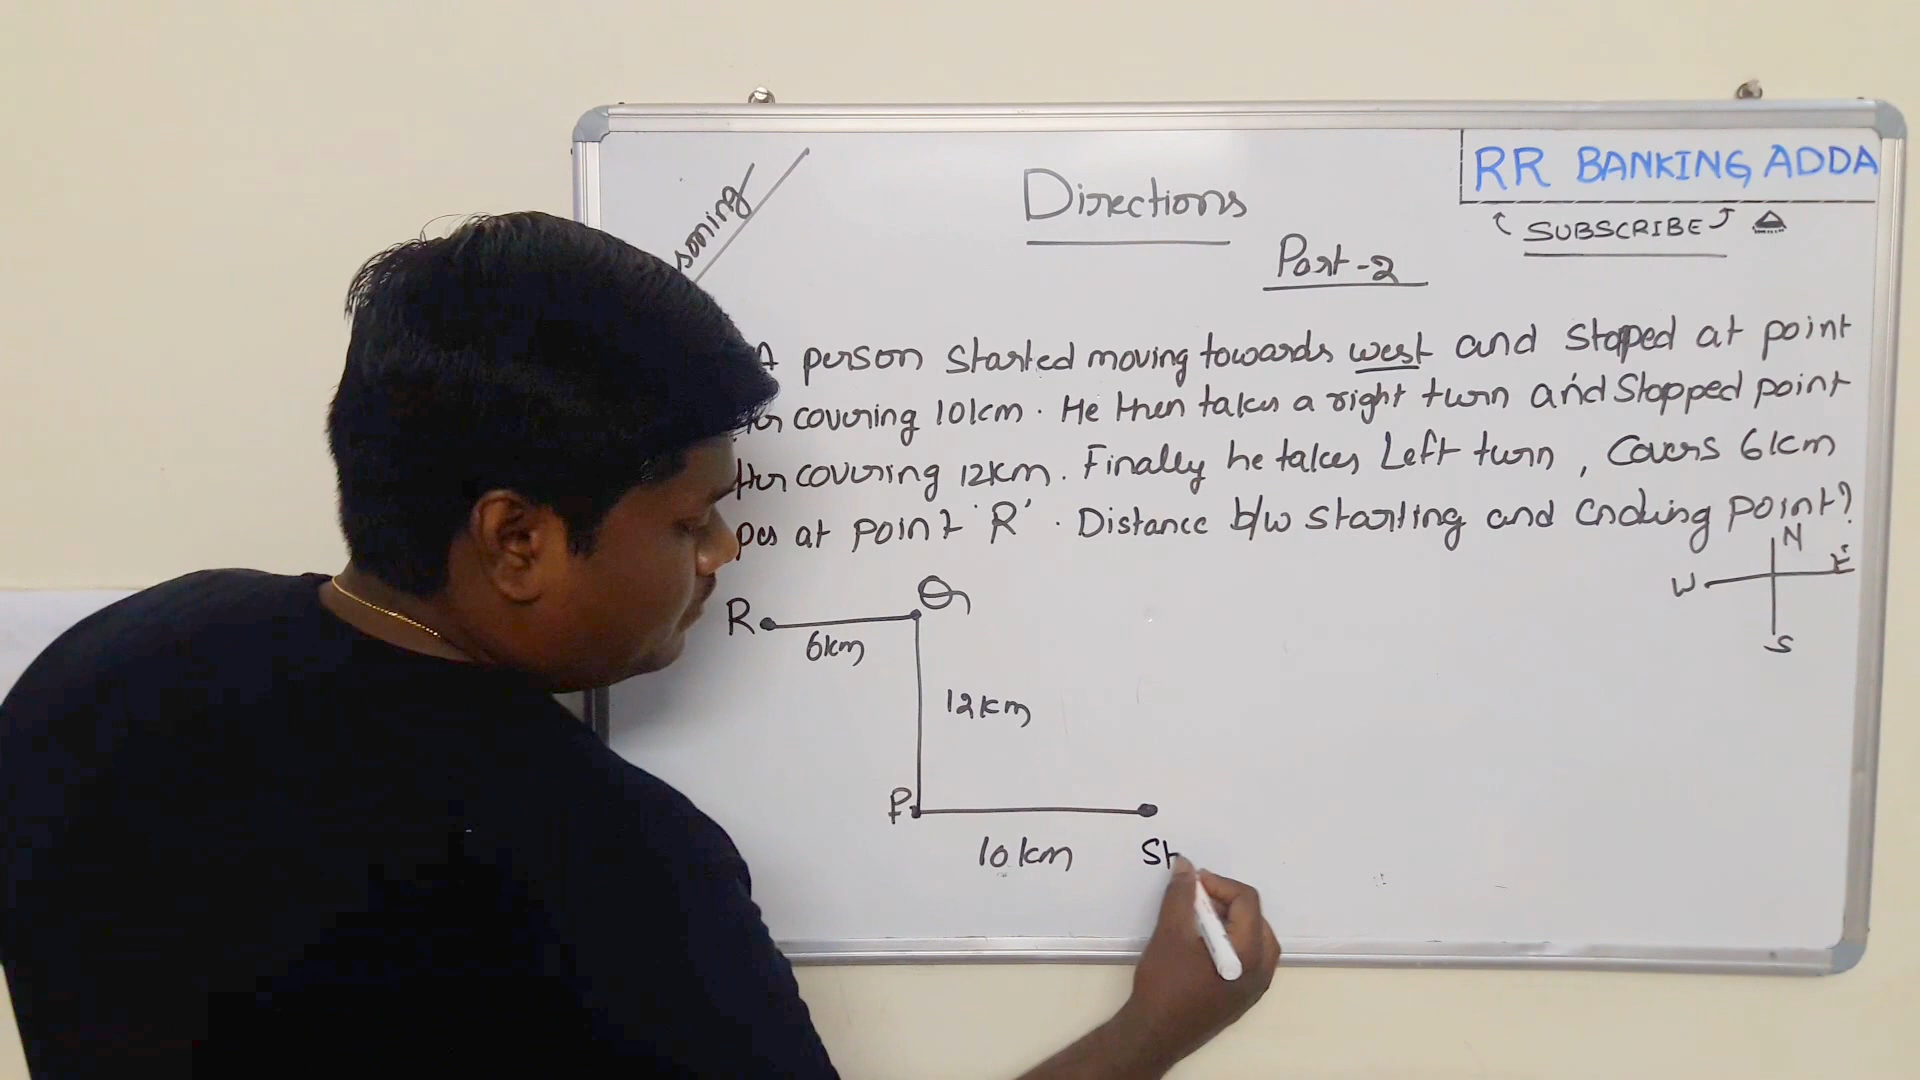 RR BANKING ADDA
SUBSCRIBE
Directions
Part-2
soning
A person started moving towards west and stoped at point
covering 10km. He then takes a right turn and stopped point
covering 12km. Finally he takes Left turn, Covers 6km
at point 'R'. Distance b/w starting and ending point?
N
W E
S
R Q
6km
12km
P
10km St